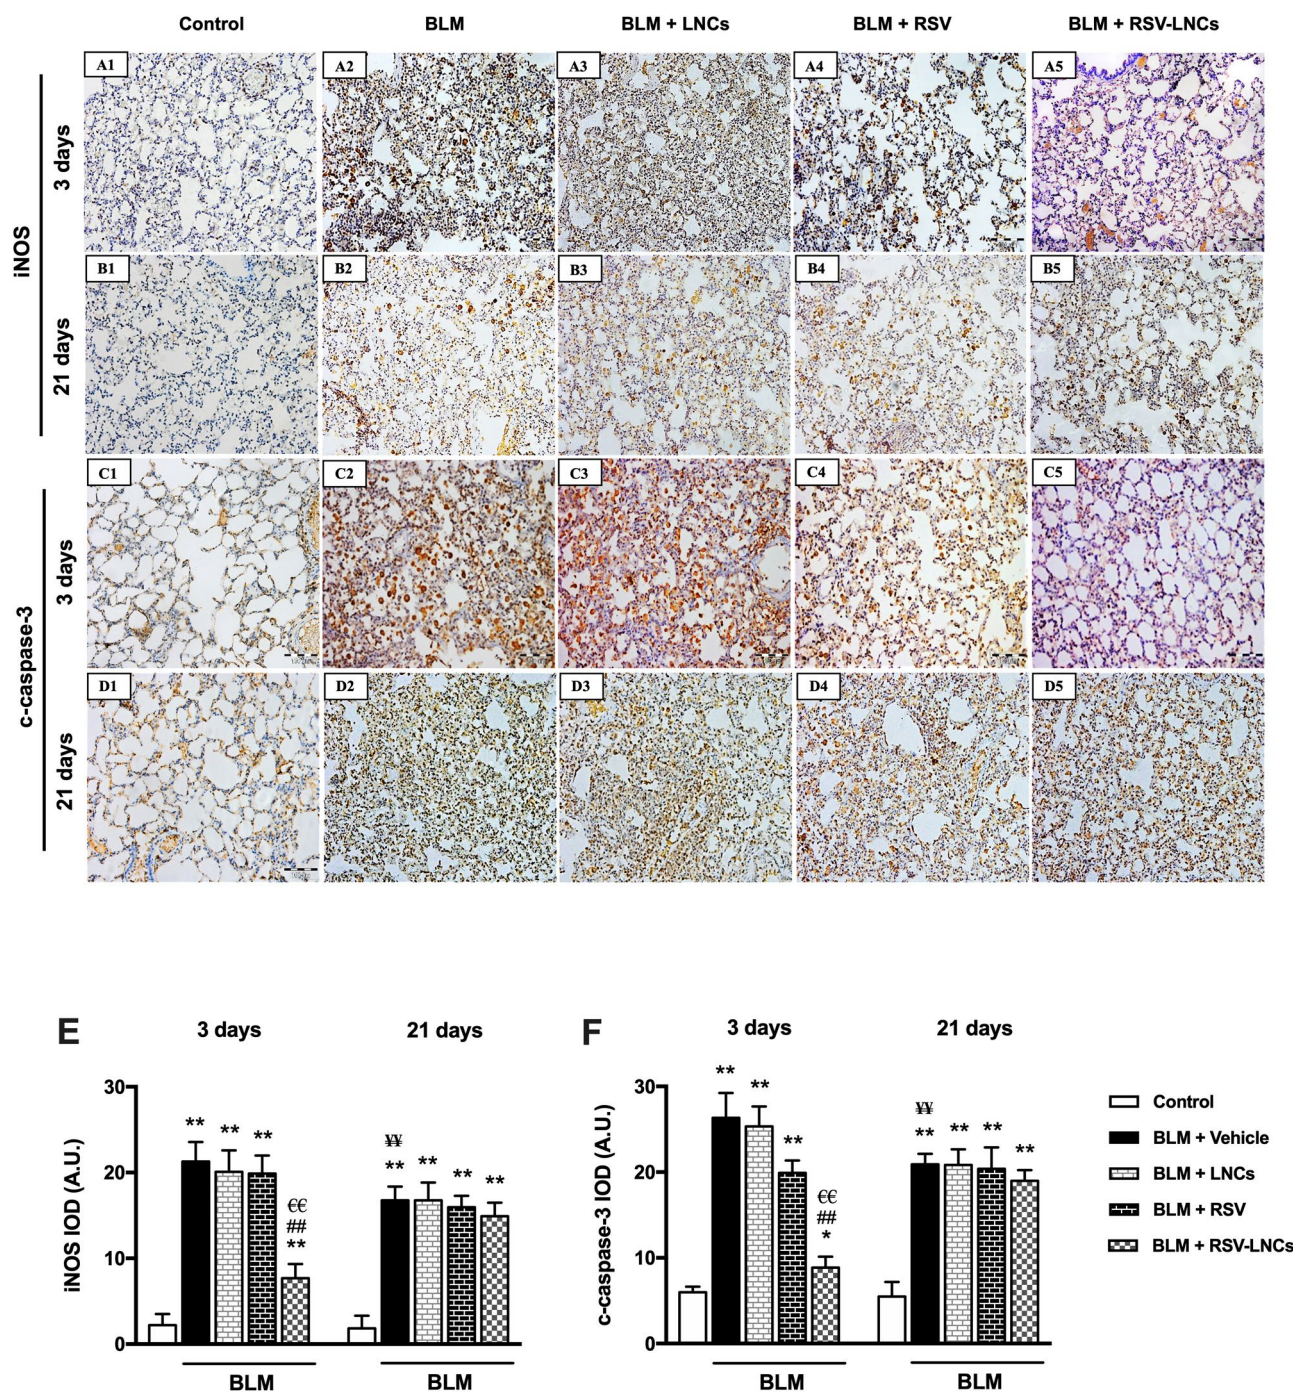 Control BLM BLM + LNCs BLM + RSV BLM + RSV-LNCs
iNOS
3 days
A1 A2 A3 A4 A5
21 days
B1 B2 B3 B4 B5
c-caspase-3
3 days
C1 C2 C3 C4 C5
21 days
D1 D2 D3 D4 D5
E
3 days 21 days
iNOS IOD (A.U.)
30
20
10
0
** ** ** €€
##
**
¥¥
** ** ** **
BLM BLM
F
3 days 21 days
c-caspase-3 IOD (A.U.)
30
20
10
0
** ** ** €€
##
*
¥¥
** ** ** **
BLM BLM
Control
BLM + Vehicle
BLM + LNCs
BLM + RSV
BLM + RSV-LNCs